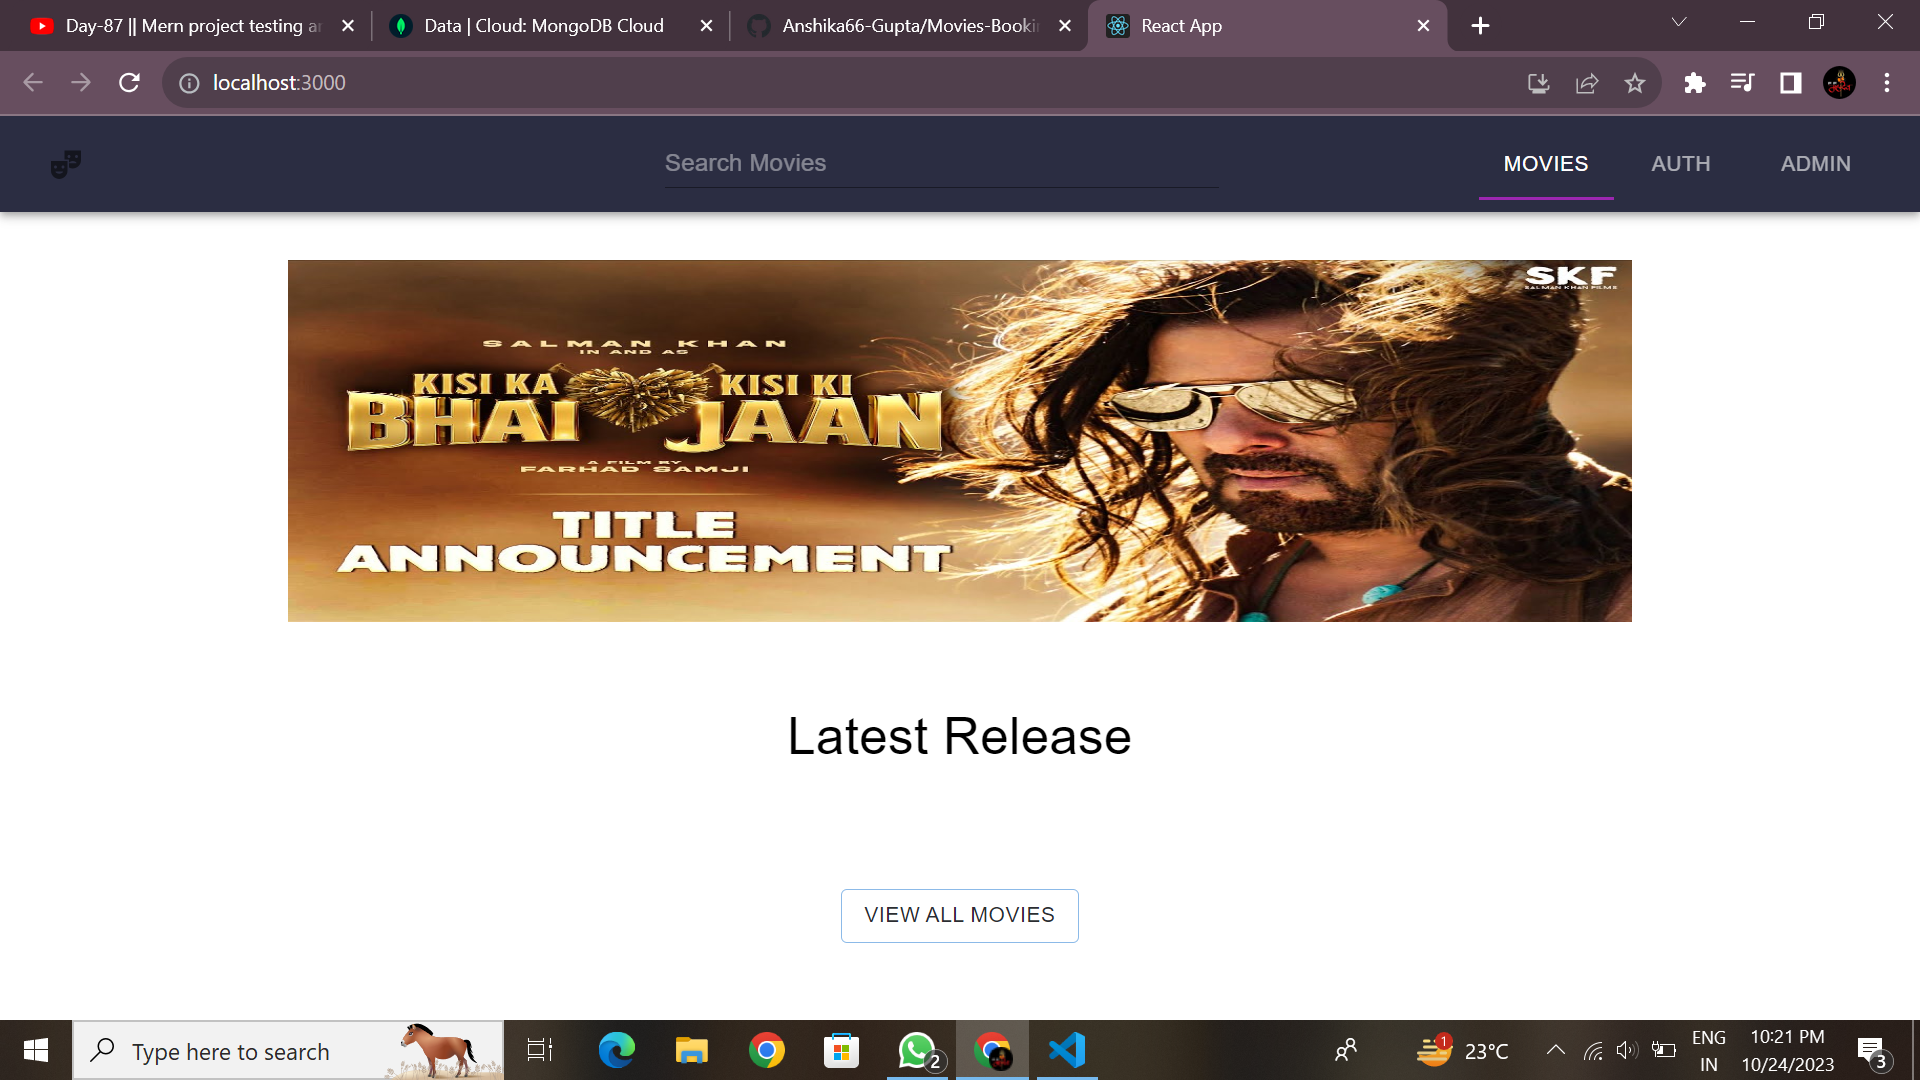 Day-87 || Mern project testing a
Data | Cloud: MongoDB Cloud
Anshika66-Gupta/Movies-Booki
React App
localhost:3000
Search Movies
MOVIES
AUTH
ADMIN
SKF
SALMAN KHAN FILMS
SALMAN KHAN
IN AND AS
KISI KA KISI KI
BHAI JAAN
A FILM BY
FARHAD SAMJI
TITLE
ANNOUNCEMENT
Latest Release
VIEW ALL MOVIES
Type here to search
2
1
23°C
ENG
IN
10:21 PM
10/24/2023
3